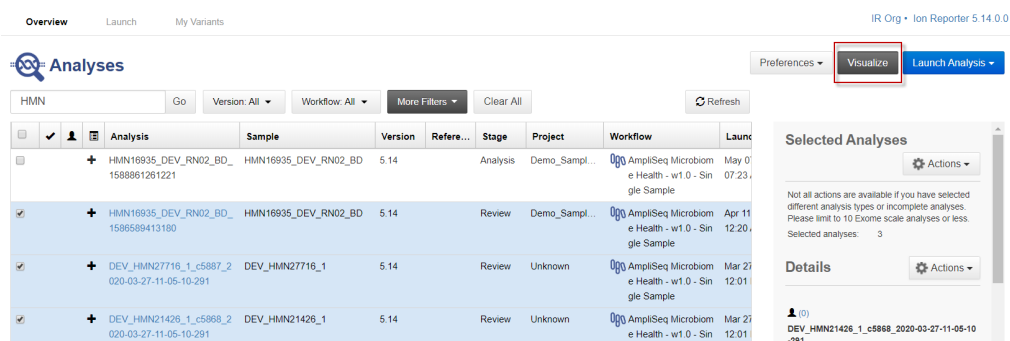 Overview Launch My Variants IR Org • Ion Reporter 5.14.0.0
Analyses Preferences Visualize Launch Analysis
HMN Go Version: All Workflow: All More Filters Clear All Refresh
Analysis Sample Version Refere... Stage Project Workflow Launc
HMN16935_DEV_RN02_BD_ HMN16935_DEV_RN02_BD 5.14 Analysis Demo_Sampl... AmpliSeq Microbiom May 07
1588861261221 e Health - w1.0 - Sin 07:23
gle Sample
HMN16935_DEV_RN02_BD_ HMN16935_DEV_RN02_BD 5.14 Review Demo_Sampl... AmpliSeq Microbiom Apr 11
1586589413180 e Health - w1.0 - Sin 12:20
gle Sample
DEV_HMN27716_1_c5887_2 DEV_HMN27716_1 5.14 Review Unknown AmpliSeq Microbiom Mar 27
020-03-27-11-05-10-291 e Health - w1.0 - Sin 12:01
gle Sample
DEV_HMN21426_1_c5868_2 DEV_HMN21426_1 5.14 Review Unknown AmpliSeq Microbiom Mar 27
020-03-27-11-05-10-291 e Health - w1.0 - Sin 12:01
Selected Analyses
Actions
Not all actions are available if you have selected
different analysis types or incomplete analyses.
Please limit to 10 Exome scale analyses or less.
Selected analyses: 3
Details Actions
(0)
DEV_HMN21426_1_c5868_2020-03-27-11-05-10
-291